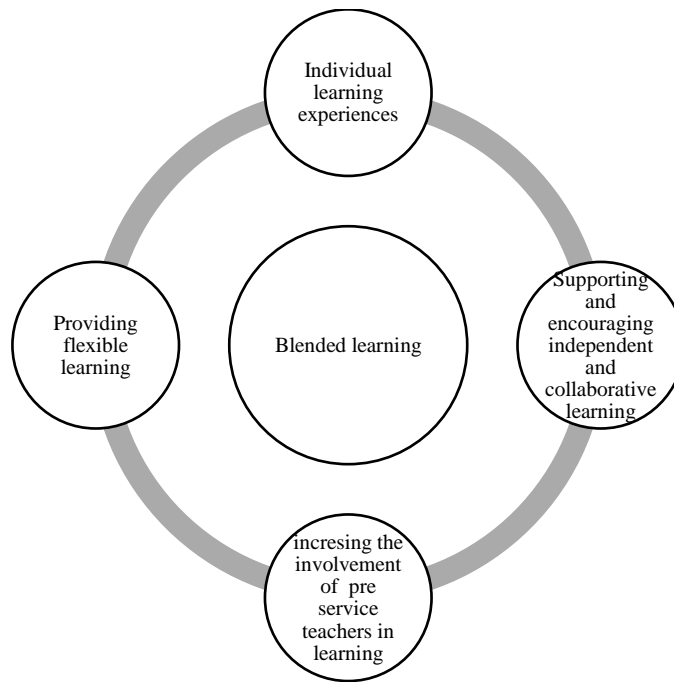 Individual
learning
experiences
Supporting
and
encouraging
independent
and
collaborative
learning
Providing
flexible
learning
Blended learning
incresing the
involvement
of pre
service
teachers in
learning